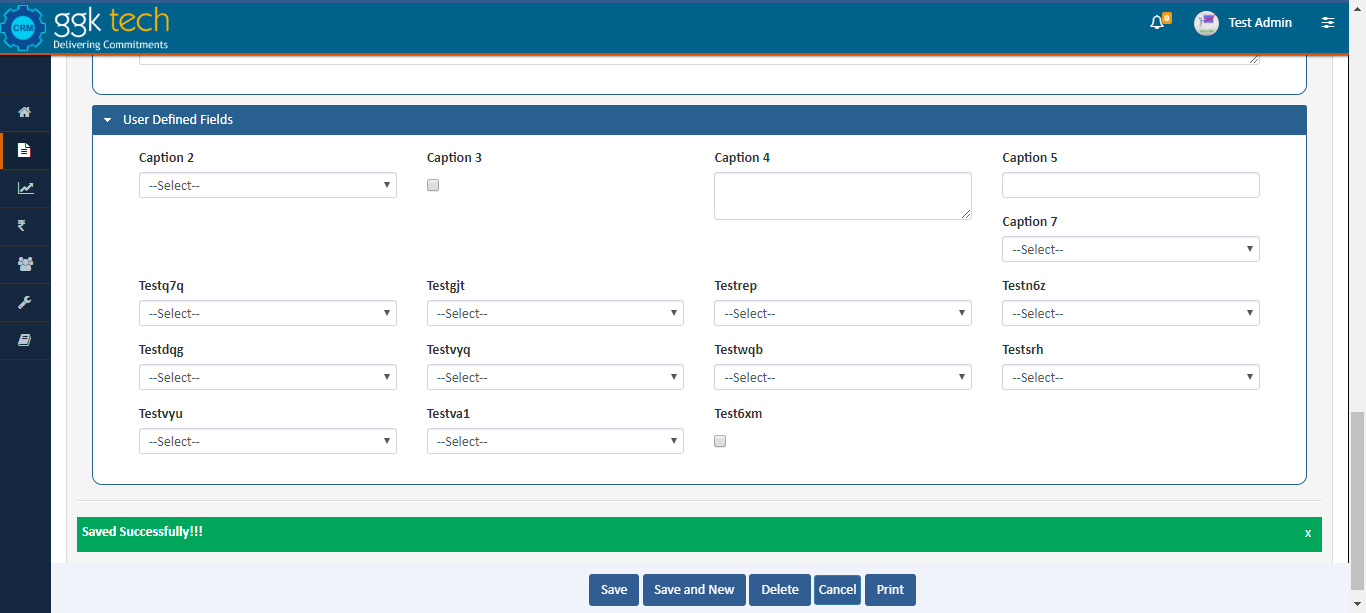 CRM
ggk tech
Delivering Commitments
0
Test Admin
User Defined Fields
Caption 2 Caption 3 Caption 4 Caption 5
--Select--
Caption 7
--Select--
Testq7q Testgjt Testrep Testn6z
--Select-- --Select-- --Select-- --Select--
Testdqg Testvyq Testwqb Testsrh
--Select-- --Select-- --Select-- --Select--
Testvyu Testva1 Test6xm
--Select-- --Select--
Saved Successfully!!! x
Save Save and New Delete Cancel Print